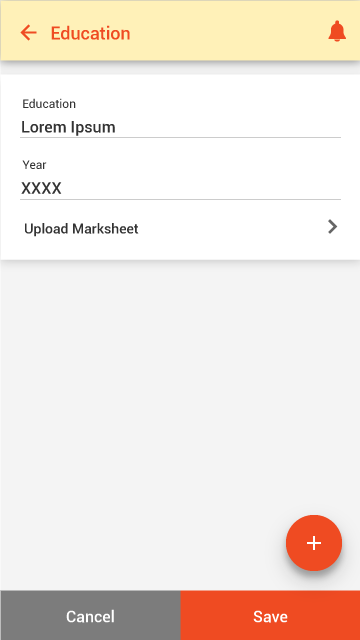 Education
Education
Lorem Ipsum
Year
XXXX
Upload Marksheet
Cancel
Save